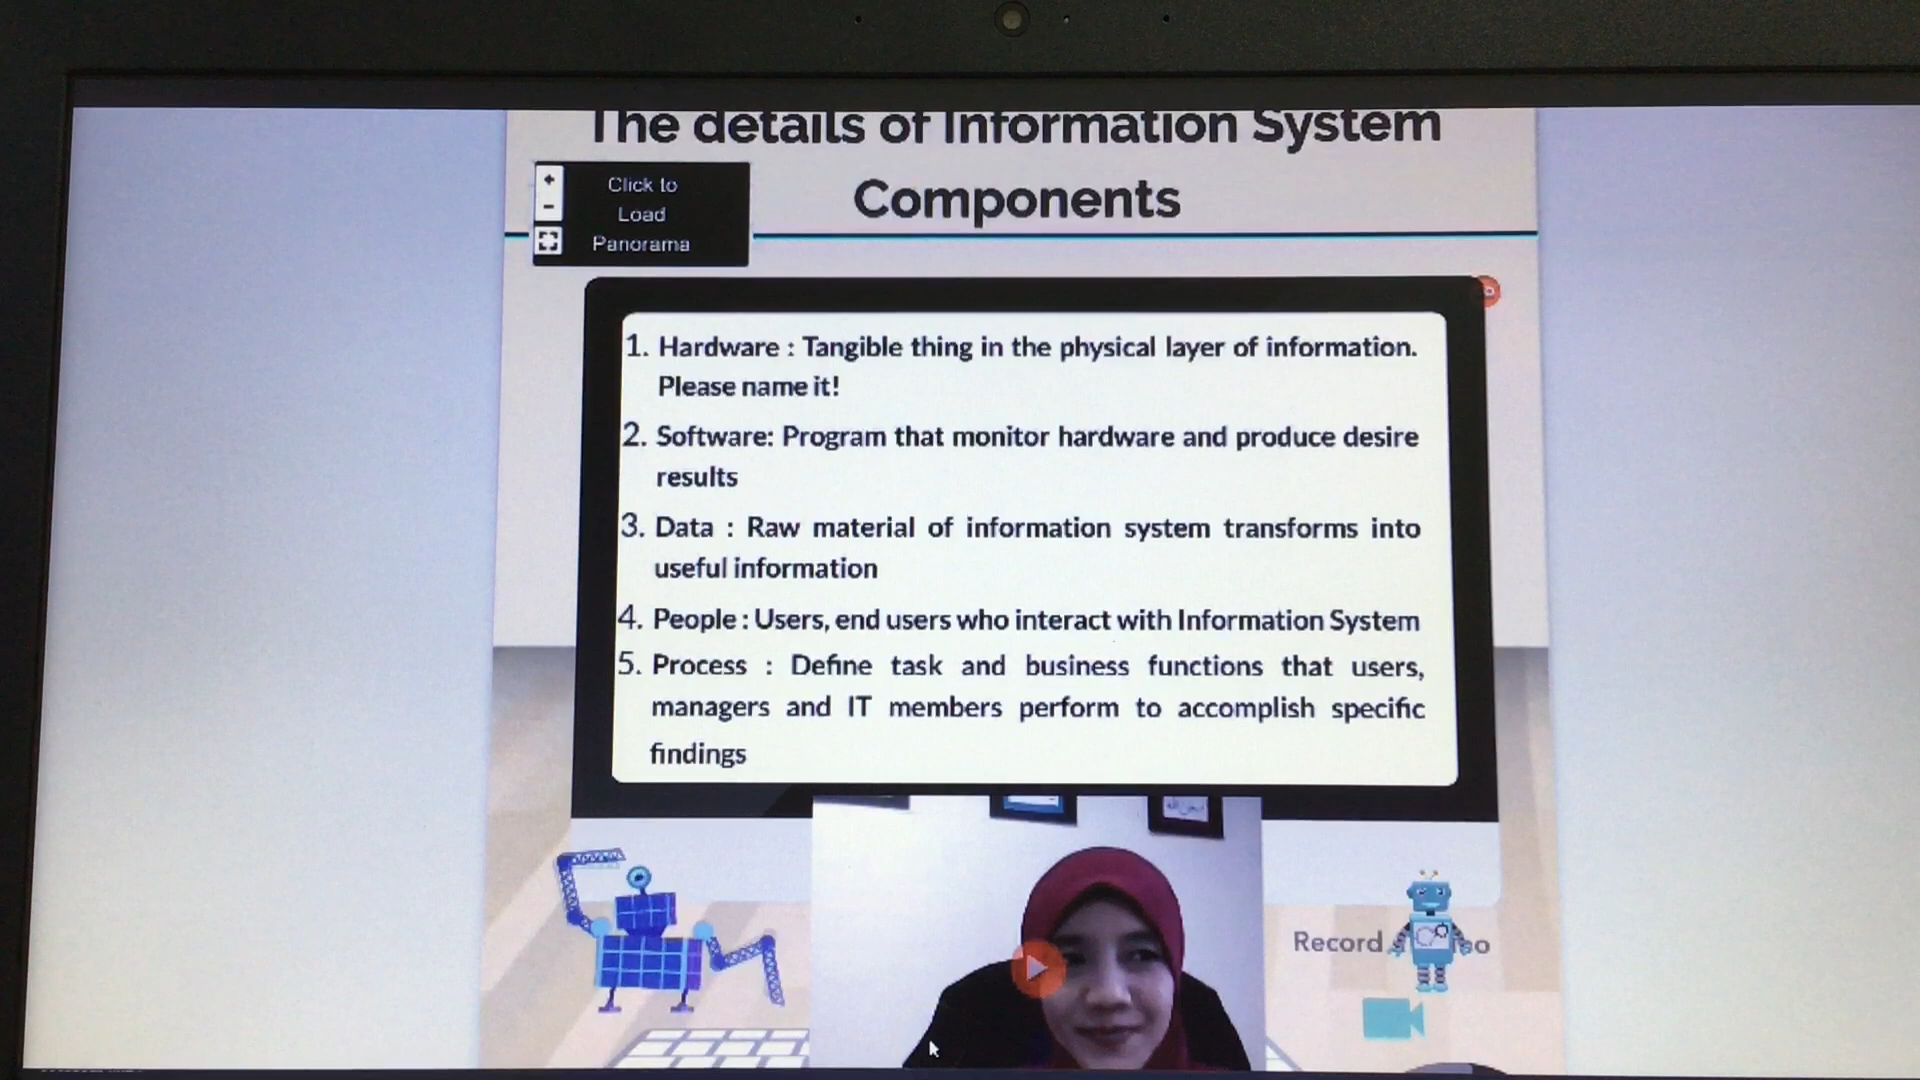 The details of Information System
Components
Click to
Load
Panorama
1. Hardware : Tangible thing in the physical layer of information.
Please name it!
2. Software: Program that monitor hardware and produce desire
results
3. Data : Raw material of information system transforms into
useful information
4. People : Users, end users who interact with Information System
5. Process : Define task and business functions that users,
managers and IT members perform to accomplish specific
findings
Record